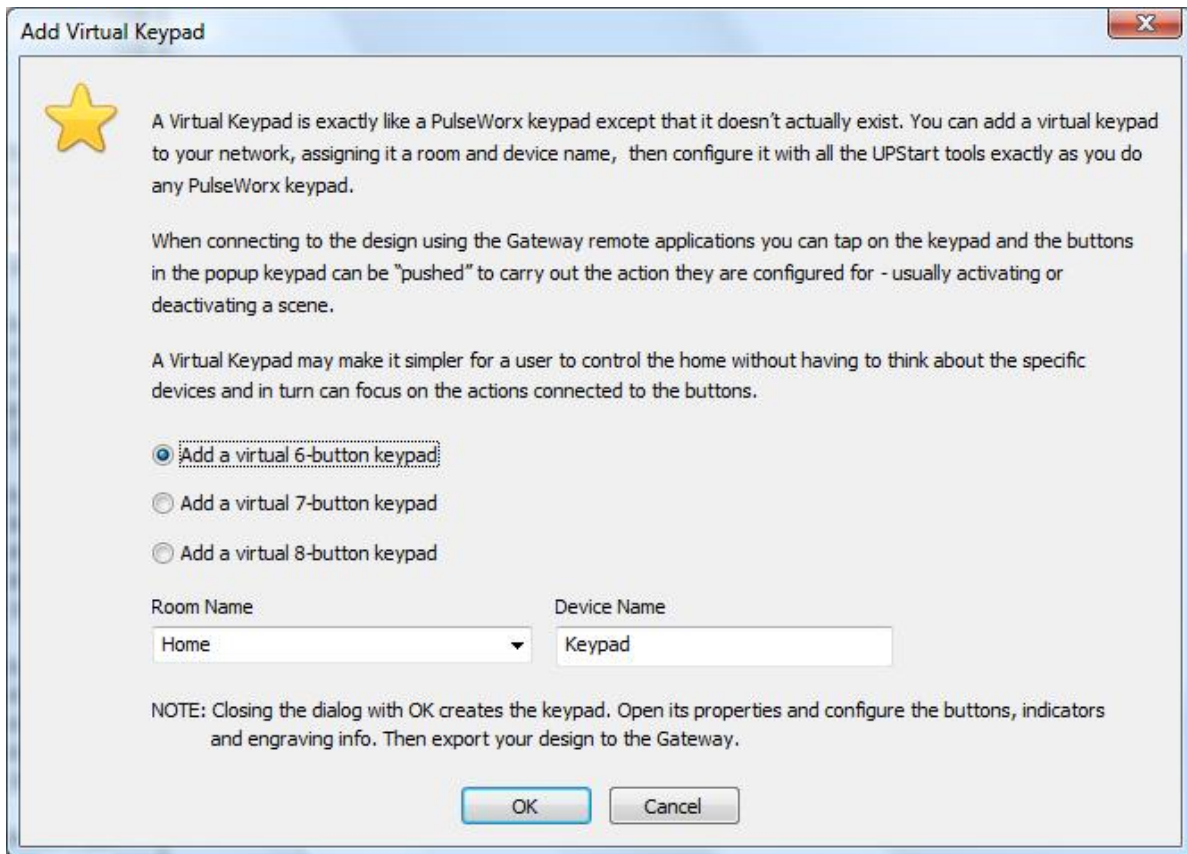 Add Virtual Keypad
A Virtual Keypad is exactly like a PulseWorx keypad except that it doesn't actually exist. You can add a virtual keypad
to your network, assigning it a room and device name, then configure it with all the UPStart tools exactly as you do
any PulseWorx keypad.
When connecting to the design using the Gateway remote applications you can tap on the keypad and the buttons
in the popup keypad can be “pushed” to carry out the action they are configured for - usually activating or
deactivating a scene.
A Virtual Keypad may make it simpler for a user to control the home without having to think about the specific
devices and in turn can focus on the actions connected to the buttons.
Add a virtual 6-button keypad
Add a virtual 7-button keypad
Add a virtual 8-button keypad
Room Name
Device Name
Home
Keypad
NOTE: Closing the dialog with OK creates the keypad. Open its properties and configure the buttons, indicators
and engraving info. Then export your design to the Gateway.
OK
Cancel